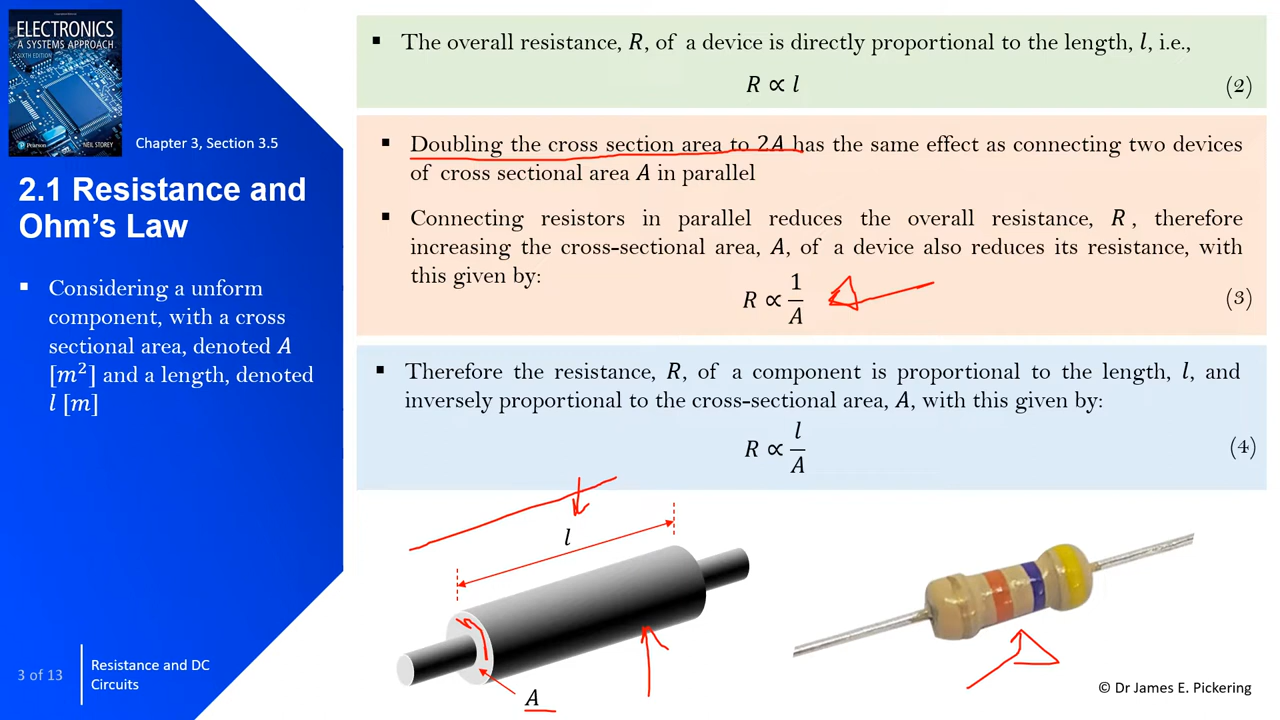 ELECTRONICS
A SYSTEMS APPROACH
SIXTH EDITION
Pearson
NEIL STOREY
Chapter 3, Section 3.5
2.1 Resistance and
Ohm's Law
▪ Considering a unform
component, with a cross
sectional area, denoted A
[m²] and a length, denoted
l [m]
3 of 13
Resistance and DC
Circuits
▪ The overall resistance, R, of a device is directly proportional to the length, l, i.e.,
R ∝ l (2)
▪ Doubling the cross section area to 2A has the same effect as connecting two devices
of cross sectional area A in parallel
▪ Connecting resistors in parallel reduces the overall resistance, R, therefore
increasing the cross-sectional area, A, of a device also reduces its resistance, with
this given by:
R ∝ 1/A (3)
▪ Therefore the resistance, R, of a component is proportional to the length, l, and
inversely proportional to the cross-sectional area, A, with this given by:
R ∝ l/A (4)
l
A
© Dr James E. Pickering